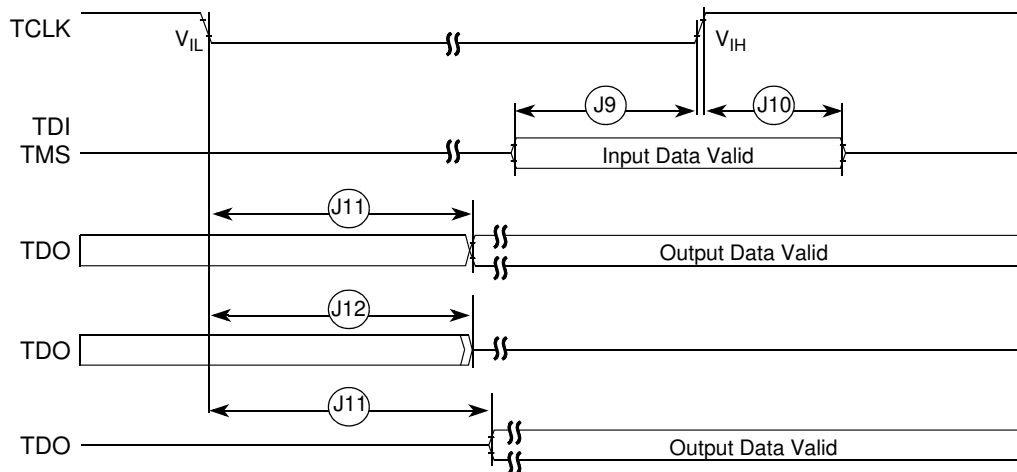 TCLK
V_IL
V_IH
J9
J10
TDI
TMS
Input Data Valid
J11
TDO
Output Data Valid
J12
TDO
J11
TDO
Output Data Valid